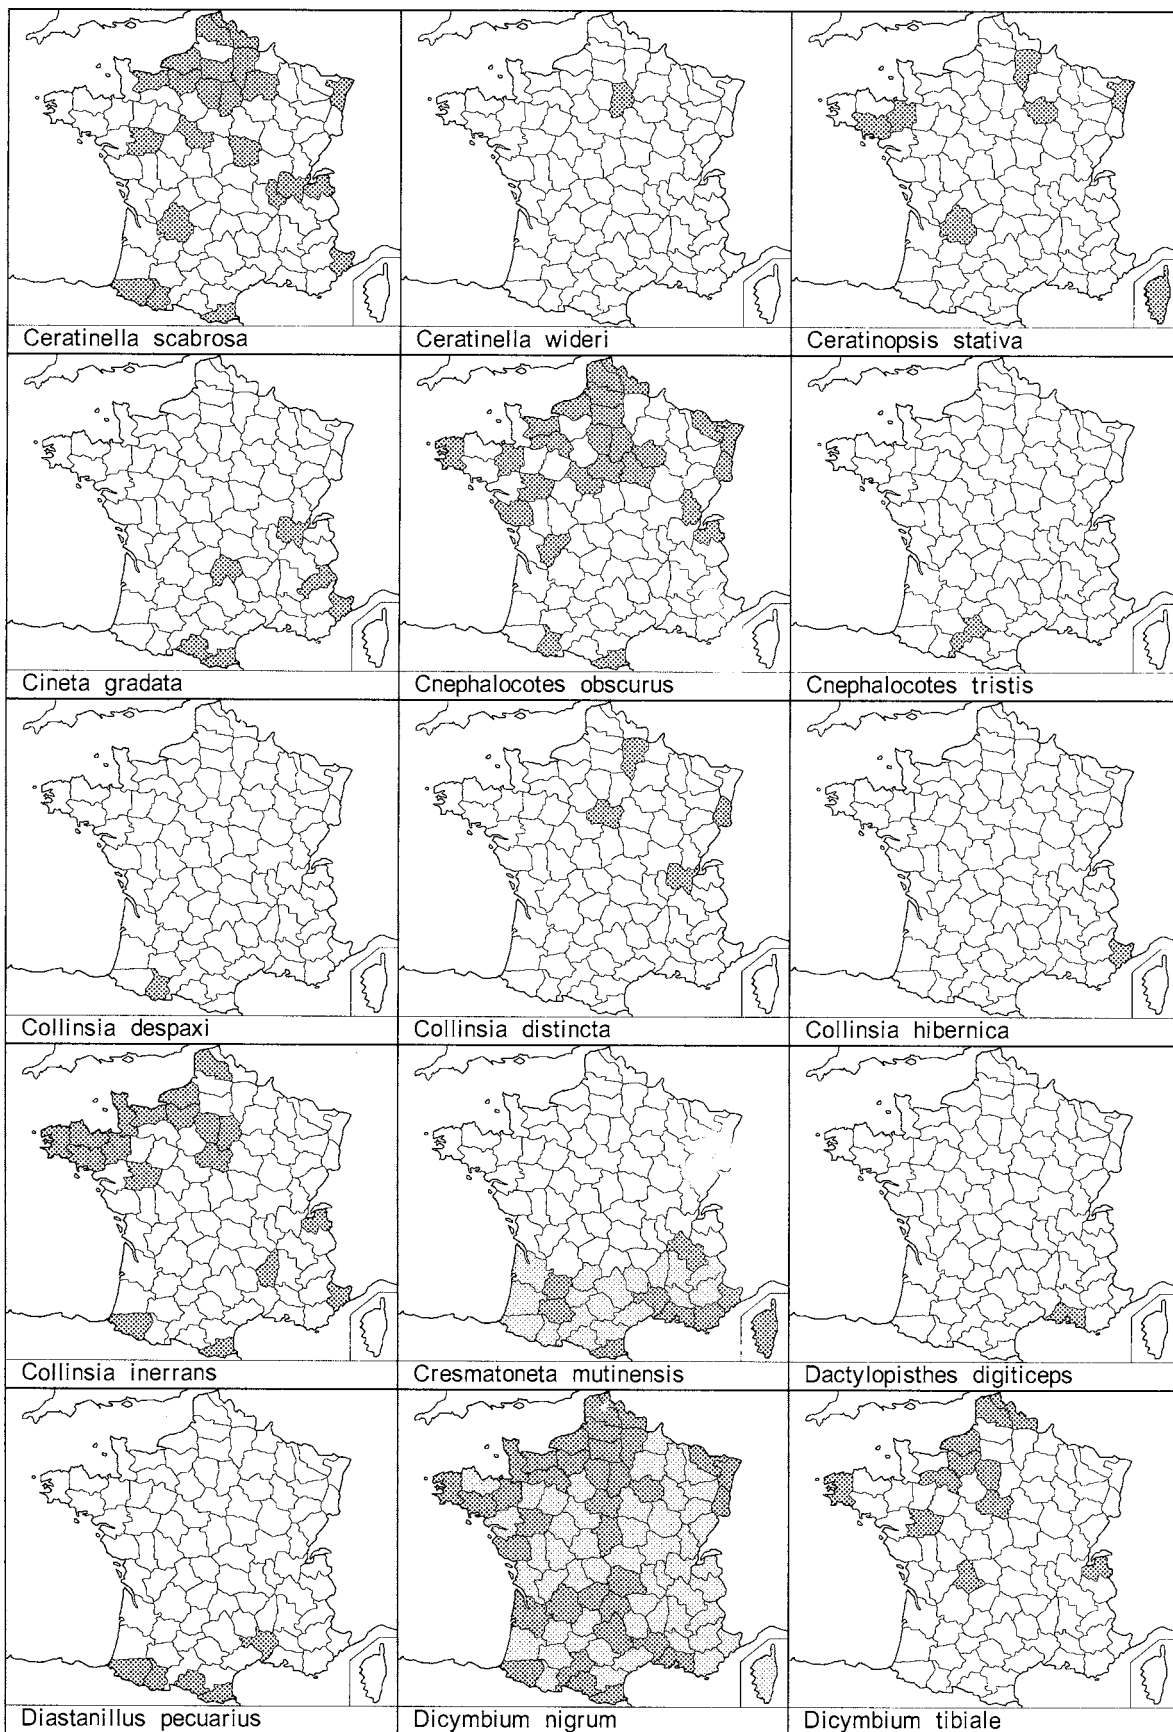 Ceratinella scabrosa
Ceratinella wideri
Ceratinopsis stativa
Cineta gradata
Cnephalocotes obscurus
Cnephalocotes tristis
Collinsia despaxi
Collinsia distincta
Collinsia hibernica
Collinsia inerrans
Cresmatoneta mutinensis
Dactylopisthes digiticeps
Diastanillus pecuarius
Dicymbium nigrum
Dicymbium tibiale